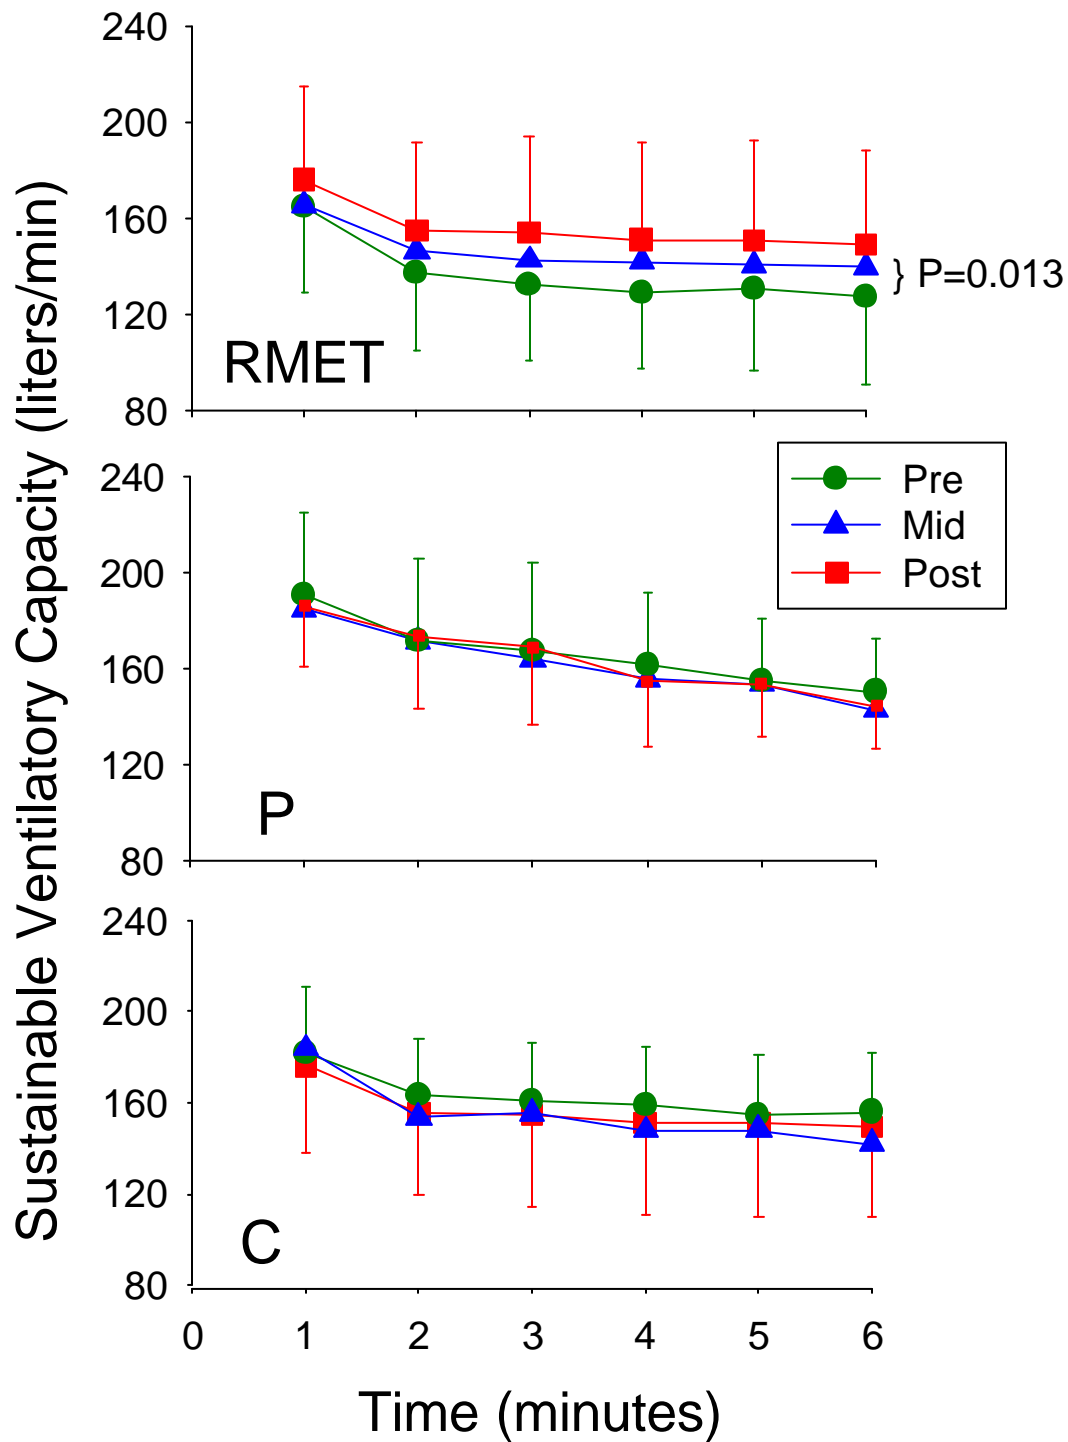 Sustainable Ventilatory Capacity (liters/min)
240
200
160
120
80
RMET
} P=0.013
Pre
Mid
Post
240
200
160
120
80
P
240
200
160
120
80
C
0 1 2 3 4 5 6
Time (minutes)